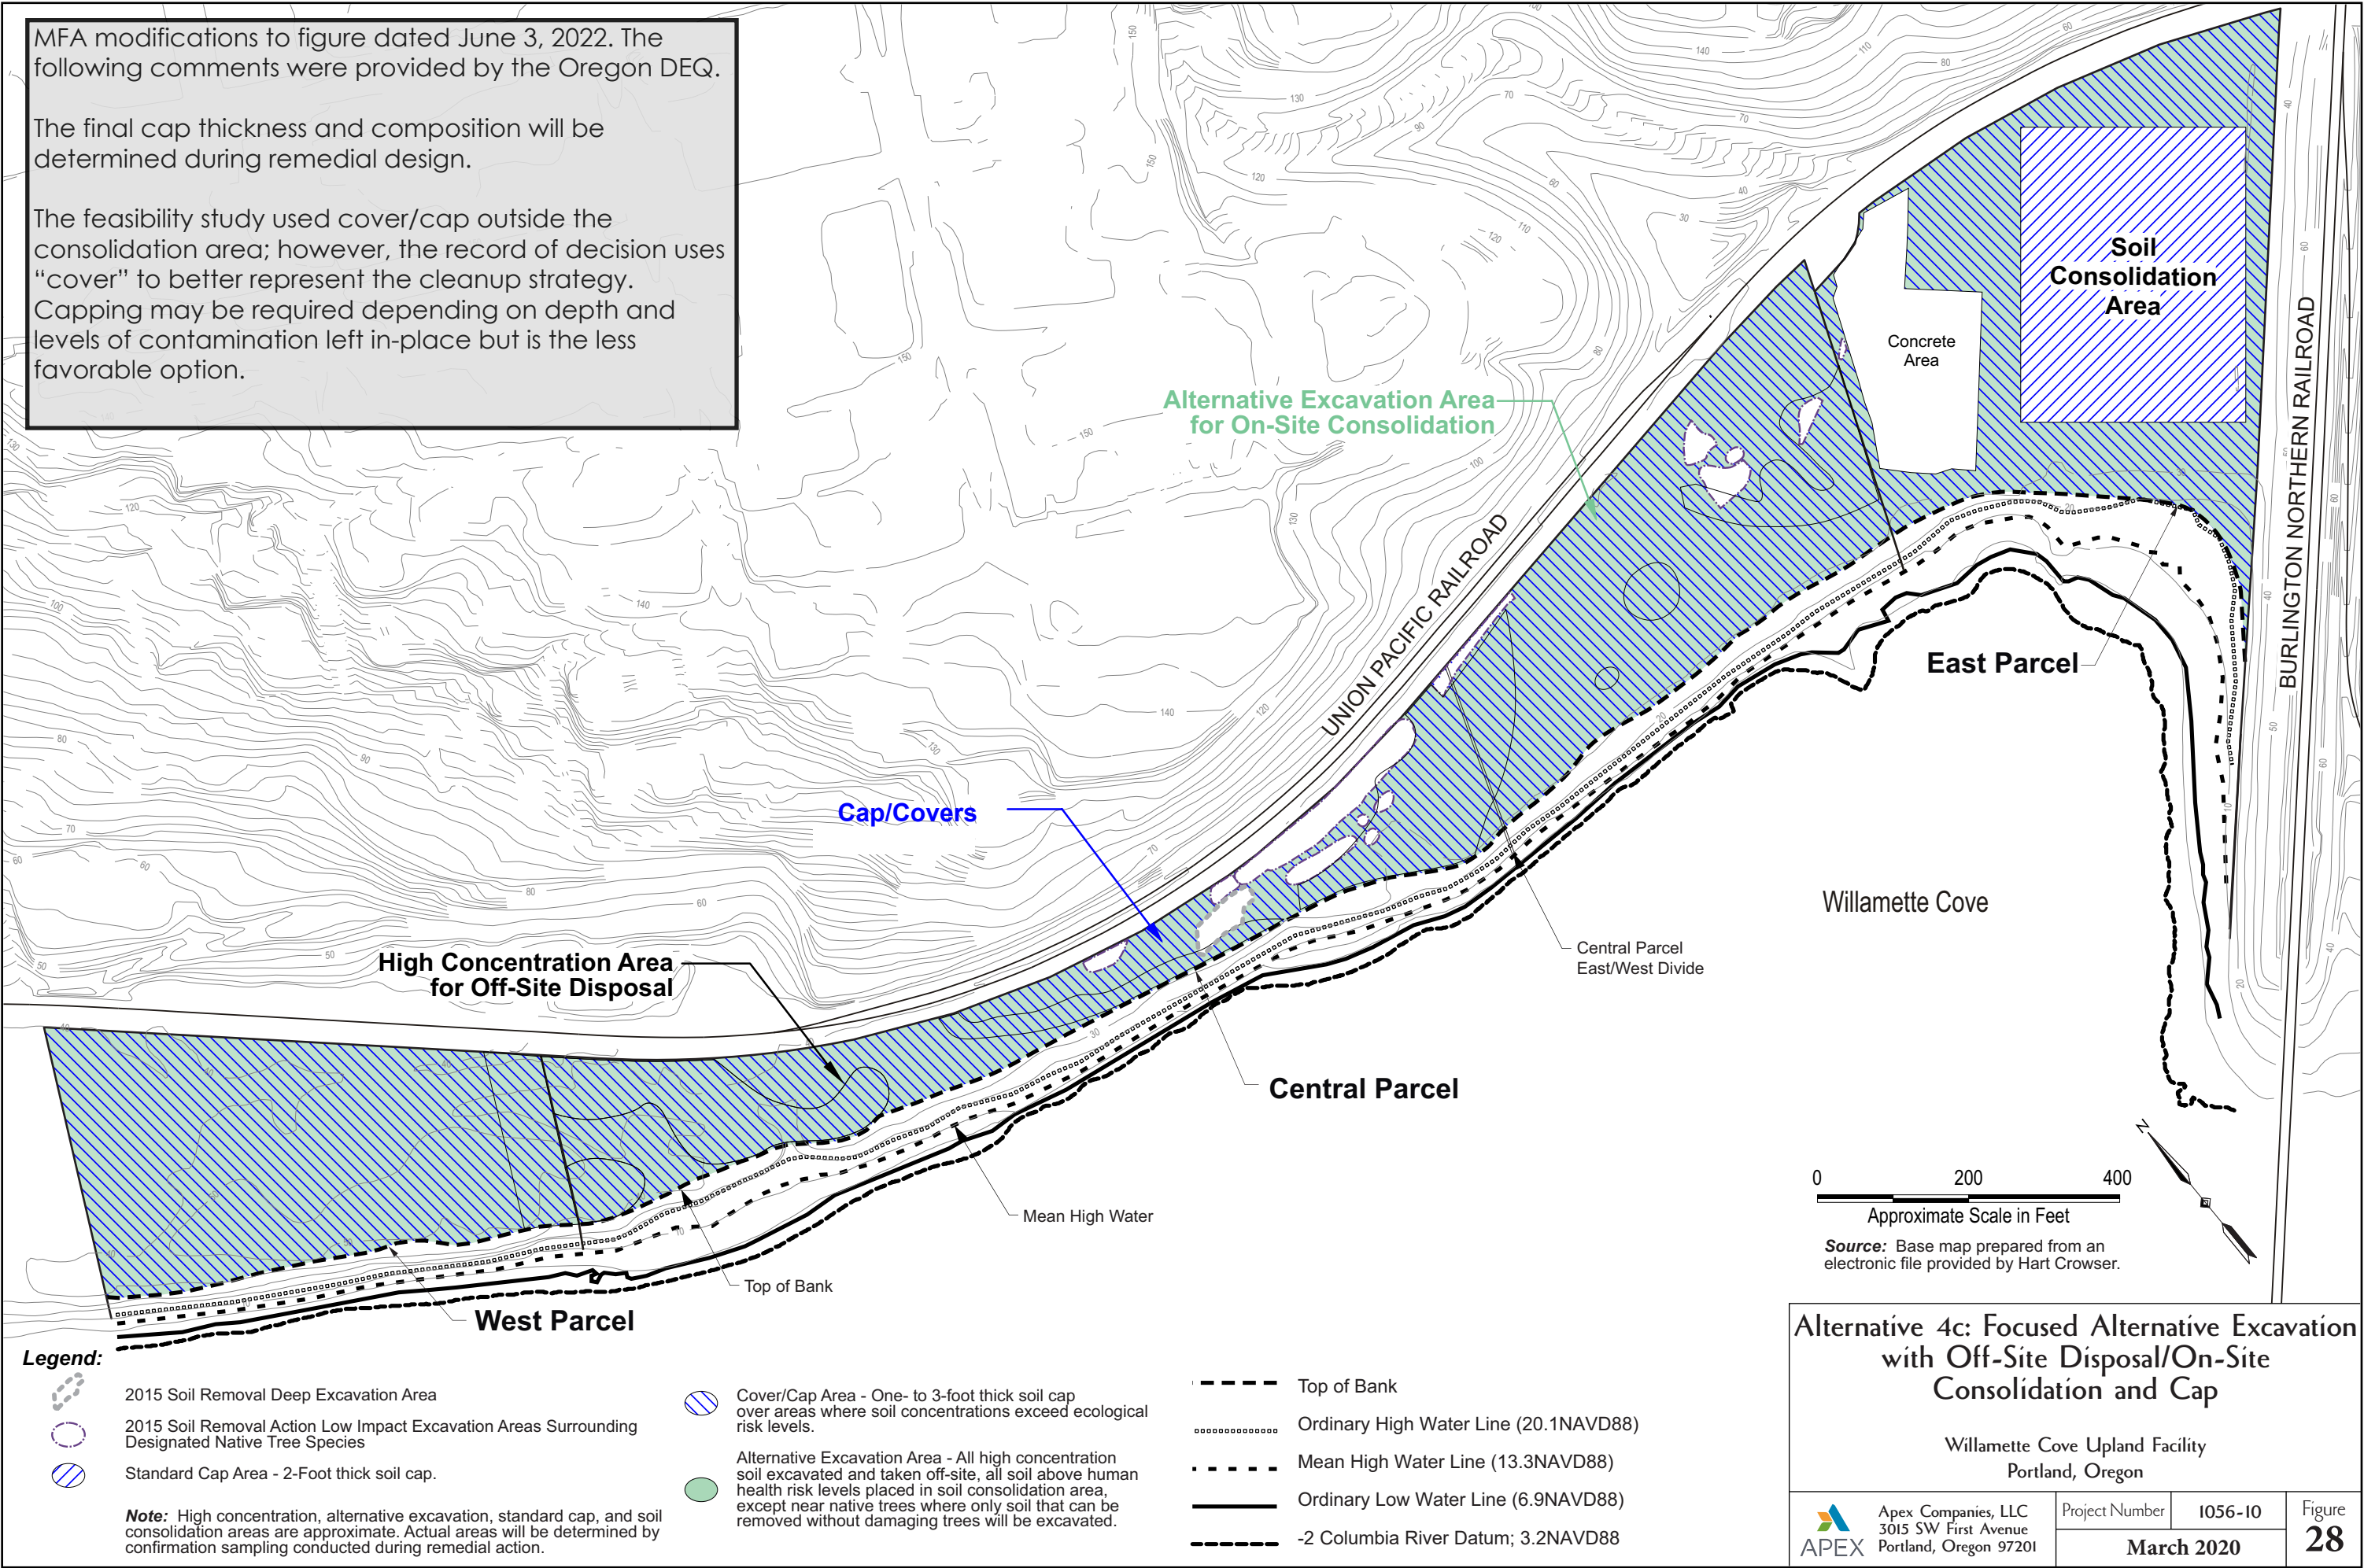 MFA modifications to figure dated June 3, 2022. The
following comments were provided by the Oregon DEQ.
The final cap thickness and composition will be
determined during remedial design.
The feasibility study used cover/cap outside the
consolidation area; however, the record of decision uses
“cover” to better represent the cleanup strategy.
Capping may be required depending on depth and
levels of contamination left in-place but is the less
favorable option.
Soil
Consolidation
Area
Concrete
Area
Alternative Excavation Area
for On-Site Consolidation
UNION PACIFIC RAILROAD
BURLINGTON NORTHERN RAILROAD
East Parcel
Cap/Covers
Willamette Cove
Central Parcel
East/West Divide
High Concentration Area
for Off-Site Disposal
Central Parcel
Mean High Water
Top of Bank
West Parcel
N
0 200 400
Approximate Scale in Feet
Source: Base map prepared from an
electronic file provided by Hart Crowser.
Legend:
2015 Soil Removal Deep Excavation Area
2015 Soil Removal Action Low Impact Excavation Areas Surrounding
Designated Native Tree Species
Standard Cap Area - 2-Foot thick soil cap.
Note: High concentration, alternative excavation, standard cap, and soil
consolidation areas are approximate. Actual areas will be determined by
confirmation sampling conducted during remedial action.
Cover/Cap Area - One- to 3-foot thick soil cap
over areas where soil concentrations exceed ecological
risk levels.
Alternative Excavation Area - All high concentration
soil excavated and taken off-site, all soil above human
health risk levels placed in soil consolidation area,
except near native trees where only soil that can be
removed without damaging trees will be excavated.
Top of Bank
Ordinary High Water Line (20.1NAVD88)
Mean High Water Line (13.3NAVD88)
Ordinary Low Water Line (6.9NAVD88)
-2 Columbia River Datum; 3.2NAVD88
Alternative 4c: Focused Alternative Excavation
with Off-Site Disposal/On-Site
Consolidation and Cap
Willamette Cove Upland Facility
Portland, Oregon
APEX
Apex Companies, LLC
3015 SW First Avenue
Portland, Oregon 97201
Project Number 1056-10
March 2020
Figure
28